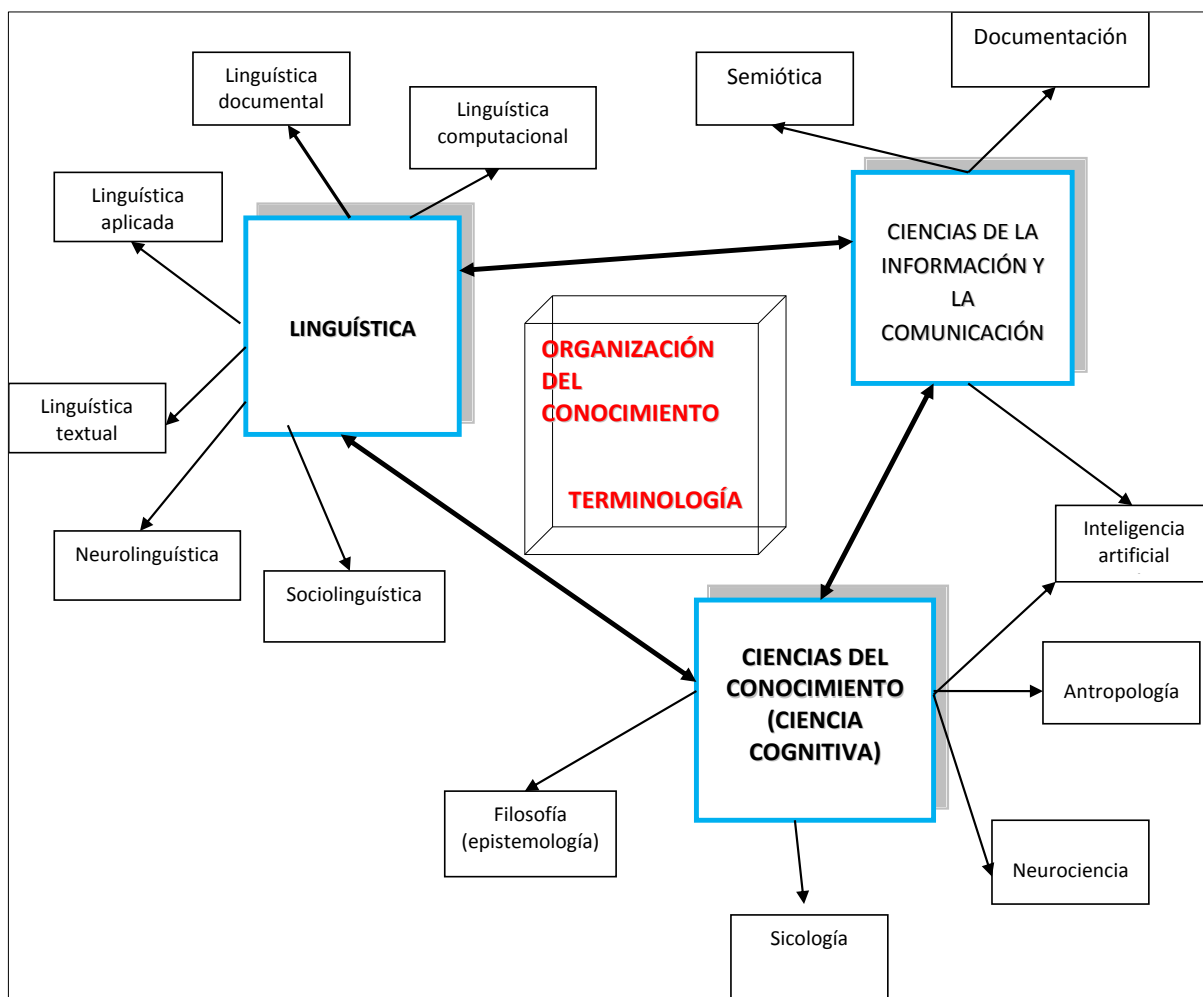 Documentación
Semiótica
Linguística
documental
Linguística
computacional
Linguística
aplicada
CIENCIAS DE LA
INFORMACIÓN Y
LA
COMUNICACIÓN
LINGUÍSTICA
ORGANIZACIÓN
DEL
CONOCIMIENTO
TERMINOLOGÍA
Linguística
textual
Neurolinguística
Sociolinguística
Inteligencia
artificial
CIENCIAS DEL
CONOCIMIENTO
(CIENCIA
COGNITIVA)
Antropología
Filosofía
(epistemología)
Neurociencia
Sicología